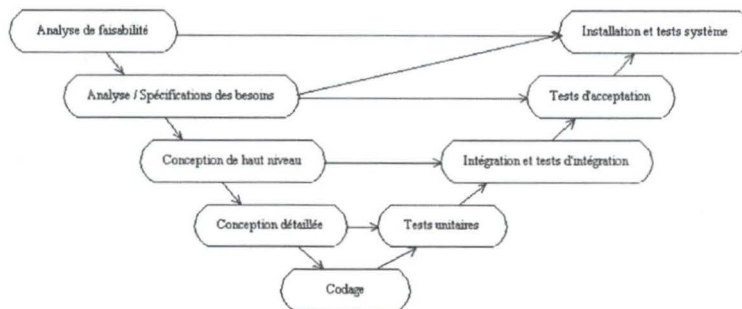 Analyse de faisabilité
Installation et tests système
Analyse / Spécifications des besoins
Tests d'acceptation
Conception de haut niveau
Intégration et tests d'intégration
Conception détaillée
Tests unitaires
Codage